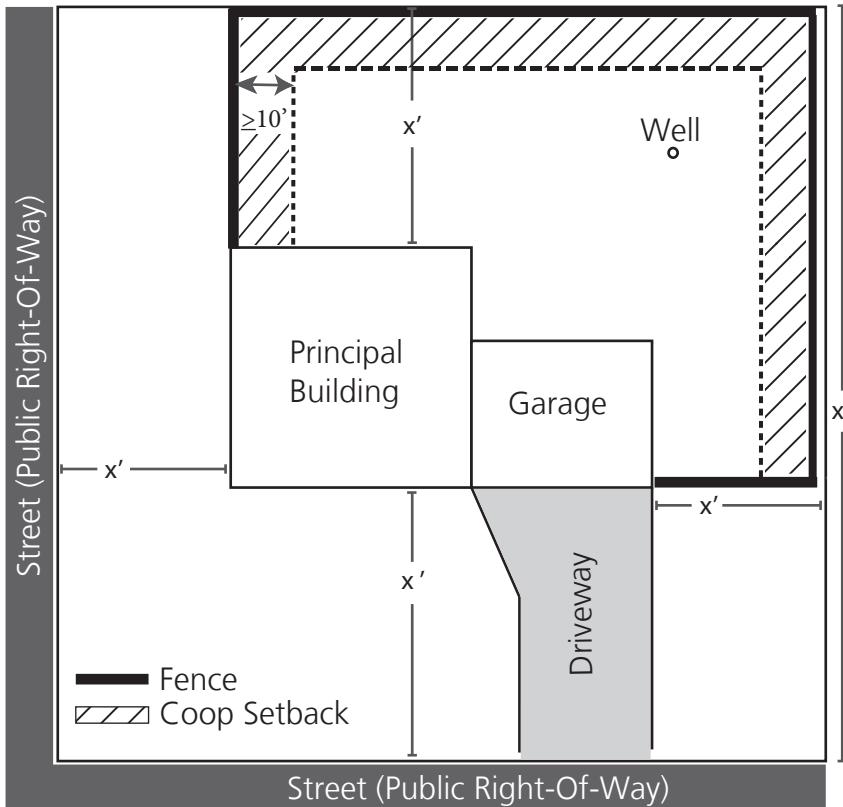 x’
≥10’
Well
Street (Public Right-Of-Way)
Principal
Building
Garage
x
x’
x’
x’
Driveway
Fence
Coop Setback
Street (Public Right-Of-Way)